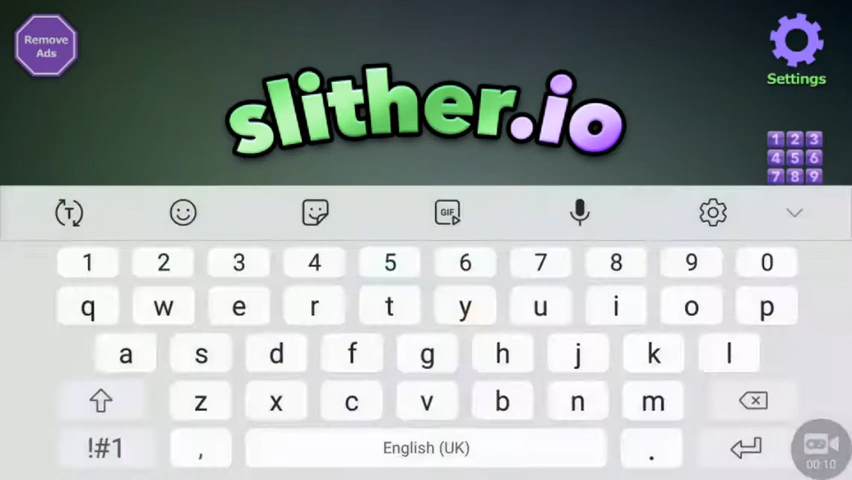 Remove
Ads
slither.io
Settings
1 2 3
4 5 6
7 8 9
T
GIF
1 2 3 4 5 6 7 8 9 0
q w e r t y u i o p
a s d f g h j k l
z x c v b n m
!#1 , English (UK) .
00:10